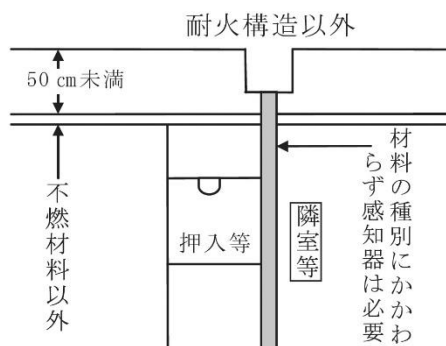 耐火構造以外
50 cm未満
不燃材料以外
押入等
隣室等
材料の種別にかかわ
らず感知器は必要